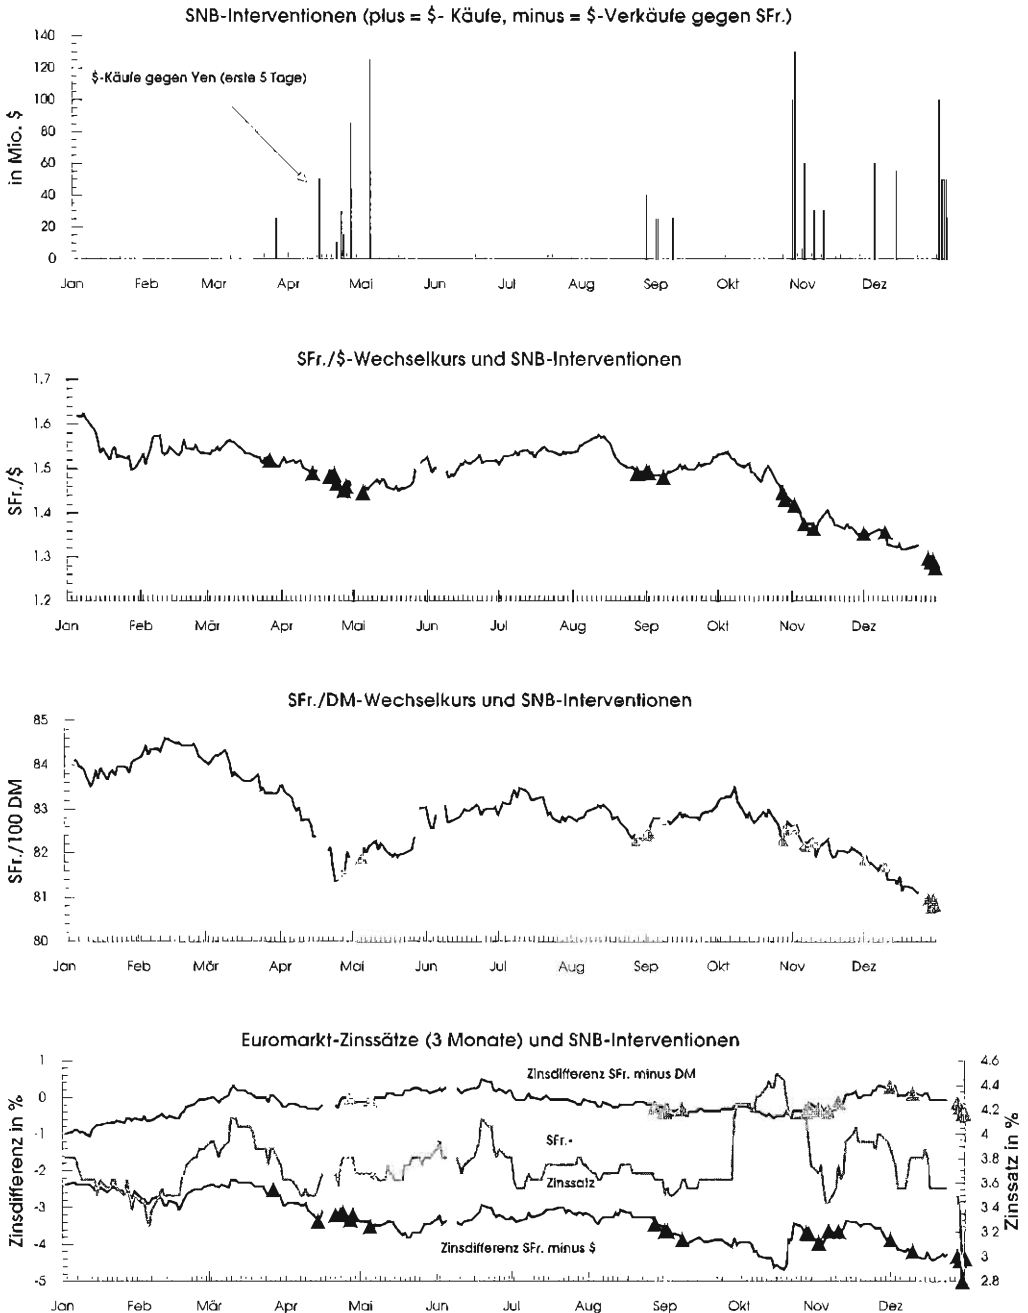 SNB-Interventionen (plus = $- Käufe, minus = $-Verkäufe gegen SFr.)
140
120
100
80
60
40
20
0
in Mio. $
$-Käufe gegen Yen (erste 5 Tage)
Jan Feb Mär Apr Mai Jun Jul Aug Sep Okt Nov Dez
SFr./$-Wechselkurs und SNB-Interventionen
1.7
1.6
1.5
1.4
1.3
1.2
SFr./$
Jan Feb Mär Apr Mai Jun Jul Aug Sep Okt Nov Dez
SFr./DM-Wechselkurs und SNB-Interventionen
85
84
83
82
81
80
SFr./100 DM
Jan Feb Mär Apr Mai Jun Jul Aug Sep Okt Nov Dez
Euromarkt-Zinssätze (3 Monate) und SNB-Interventionen
1
0
-1
-2
-3
-4
-5
Zinsdifferenz in %
Zinsdifferenz SFr. minus DM
SFr.-
Zinssatz
Zinsdifferenz SFr. minus $
4.6
4.4
4.2
4
3.8
3.6
3.4
3.2
3
2.8
Zinssatz in %
Jan Feb Mär Apr Mai Jun Jul Aug Sep Okt Nov Dez